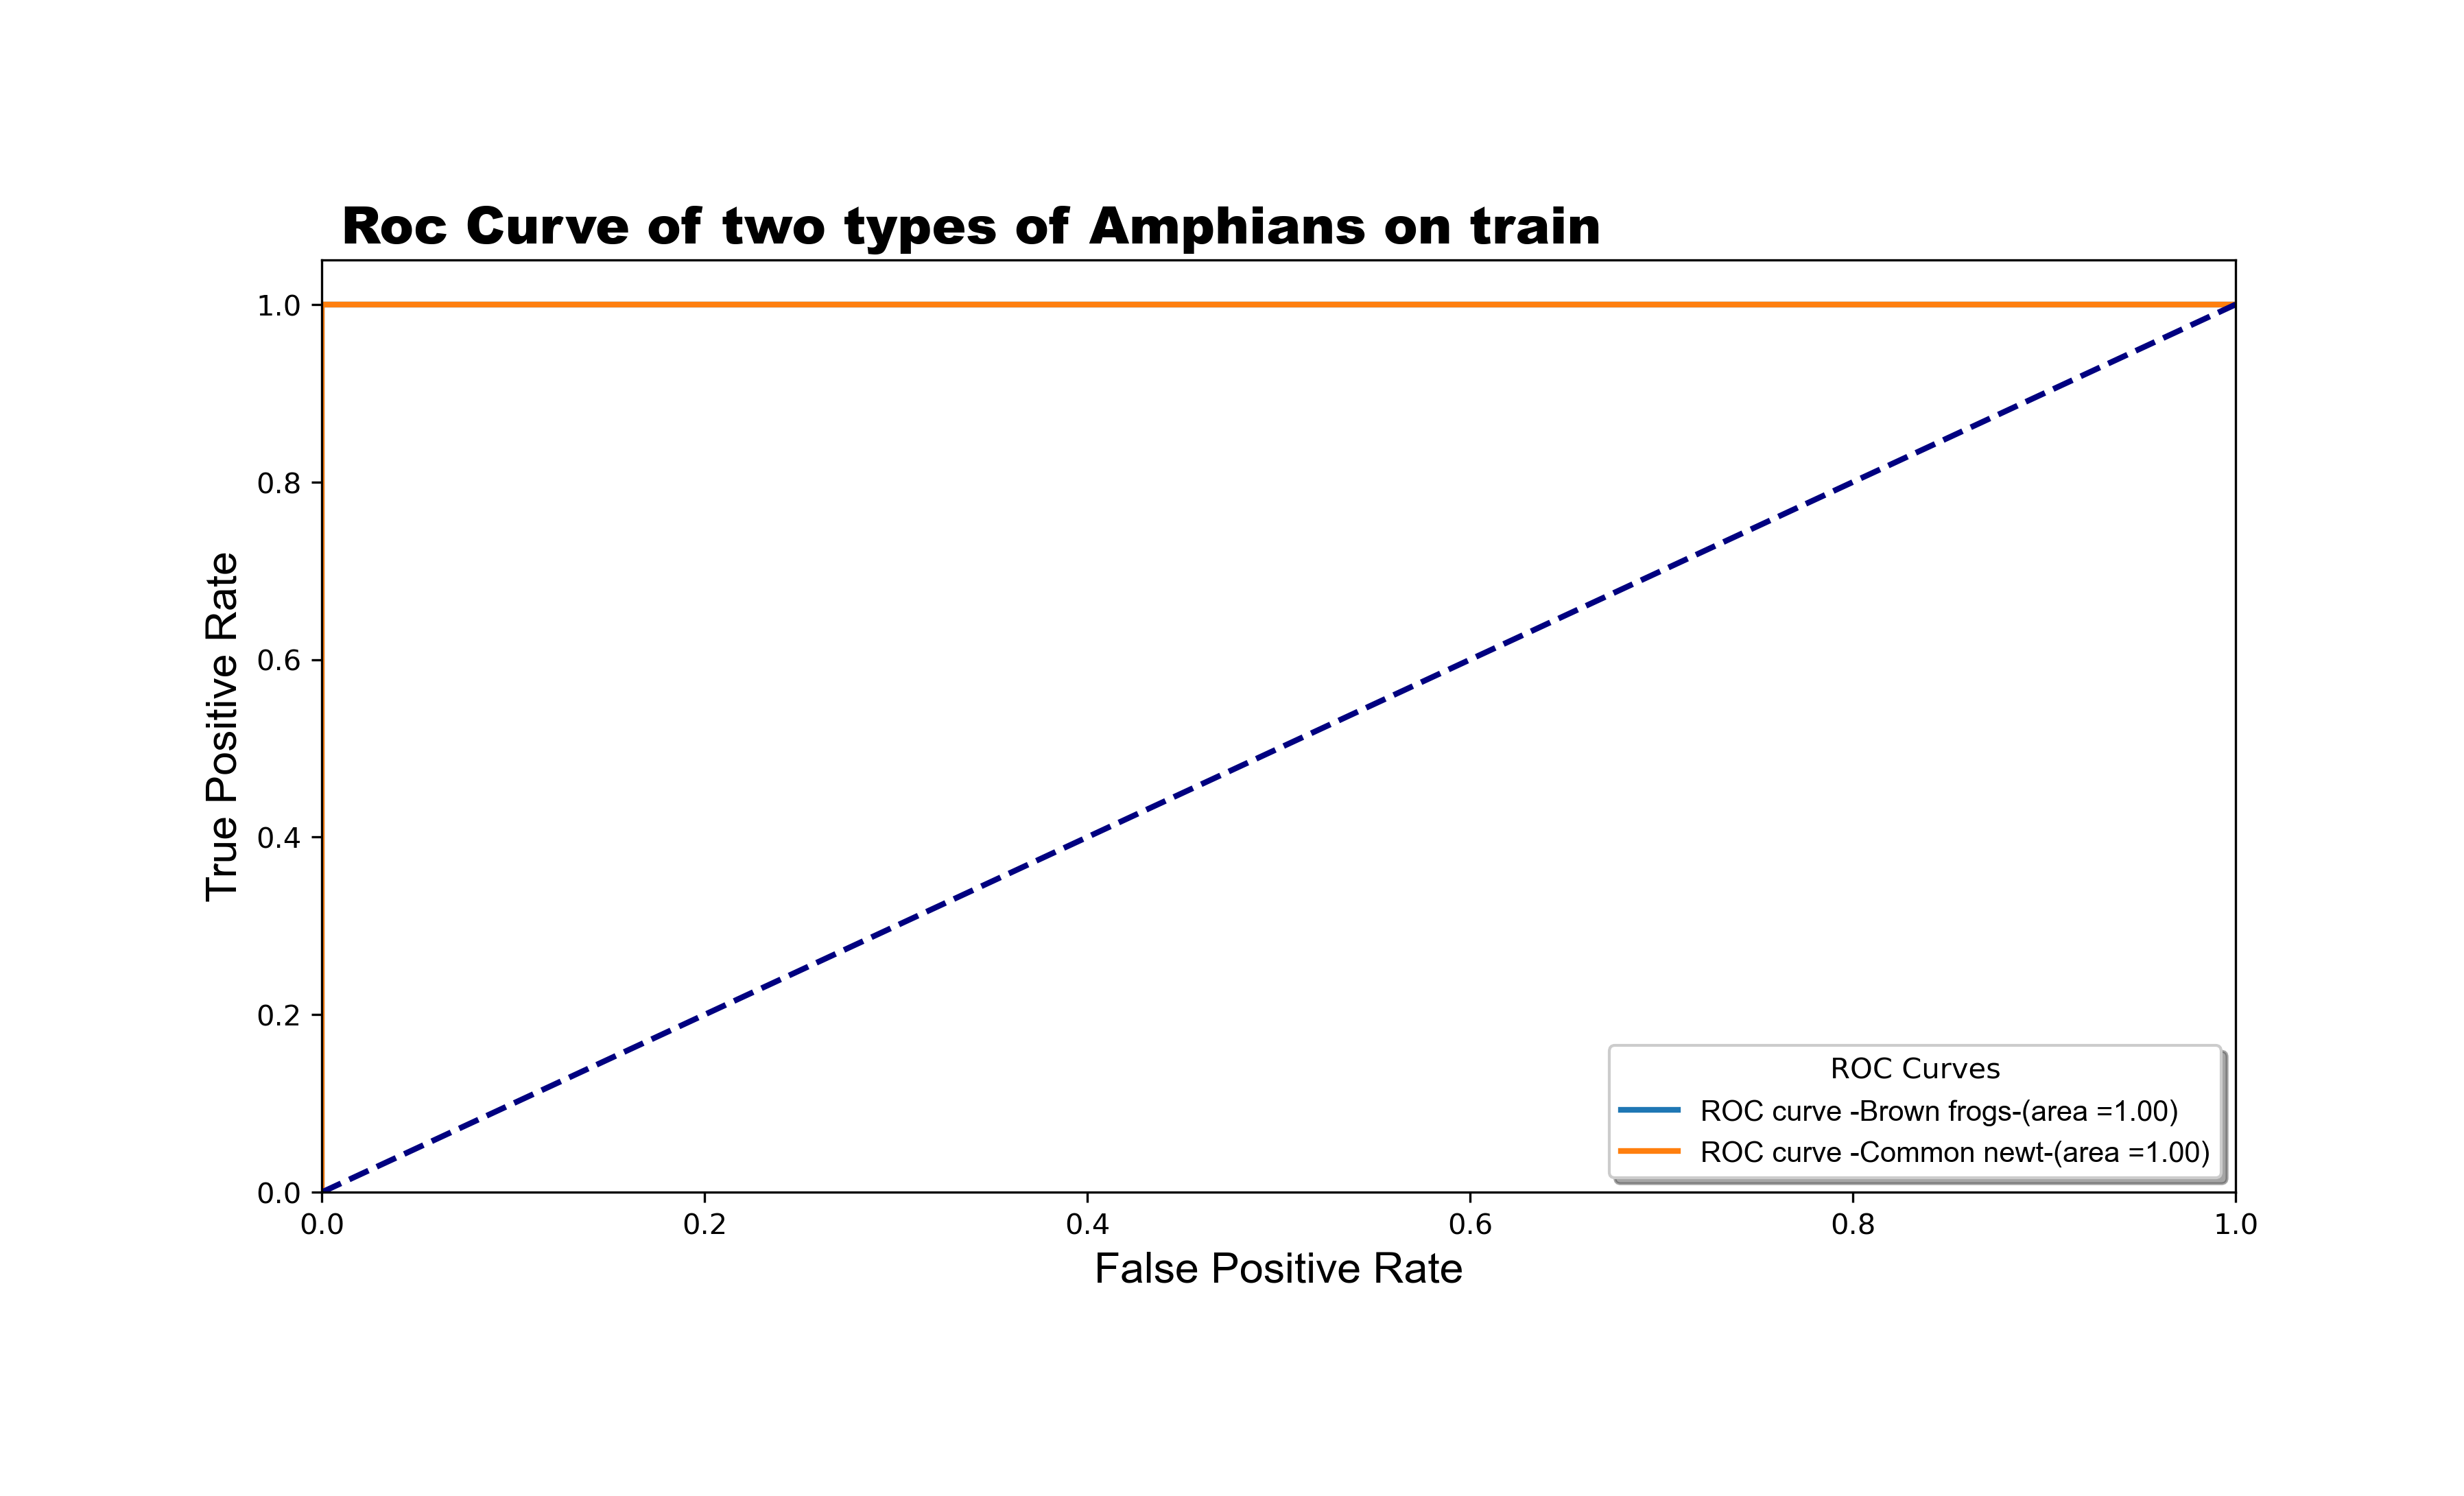 Roc Curve of two types of Amphians on train
True Positive Rate
1.0
0.8
0.6
0.4
0.2
0.0
0.0 0.2 0.4 0.6 0.8 1.0
False Positive Rate
ROC Curves
ROC curve -Brown frogs-(area =1.00)
ROC curve -Common newt-(area =1.00)